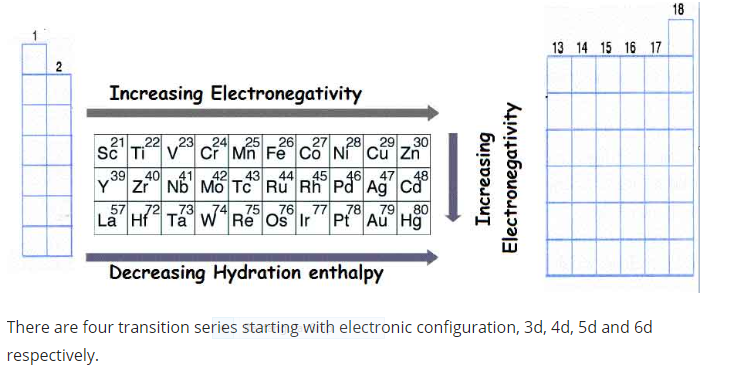 18
1
2
13 14 15 16 17
Increasing Electronegativity
Sc 21 Ti 22 V 23 Cr 24 Mn 25 Fe 26 Co 27 Ni 28 Cu 29 Zn 30
Y 39 Zr 40 Nb 41 Mo 42 Tc 43 Ru 44 Rh 45 Pd 46 Ag 47 Cd 48
La 57 Hf 72 Ta 73 W 74 Re 75 Os 76 Ir 77 Pt 78 Au 79 Hg 80
Increasing
Electronegativity
Decreasing Hydration enthalpy
There are four transition series starting with electronic configuration, 3d, 4d, 5d and 6d
respectively.